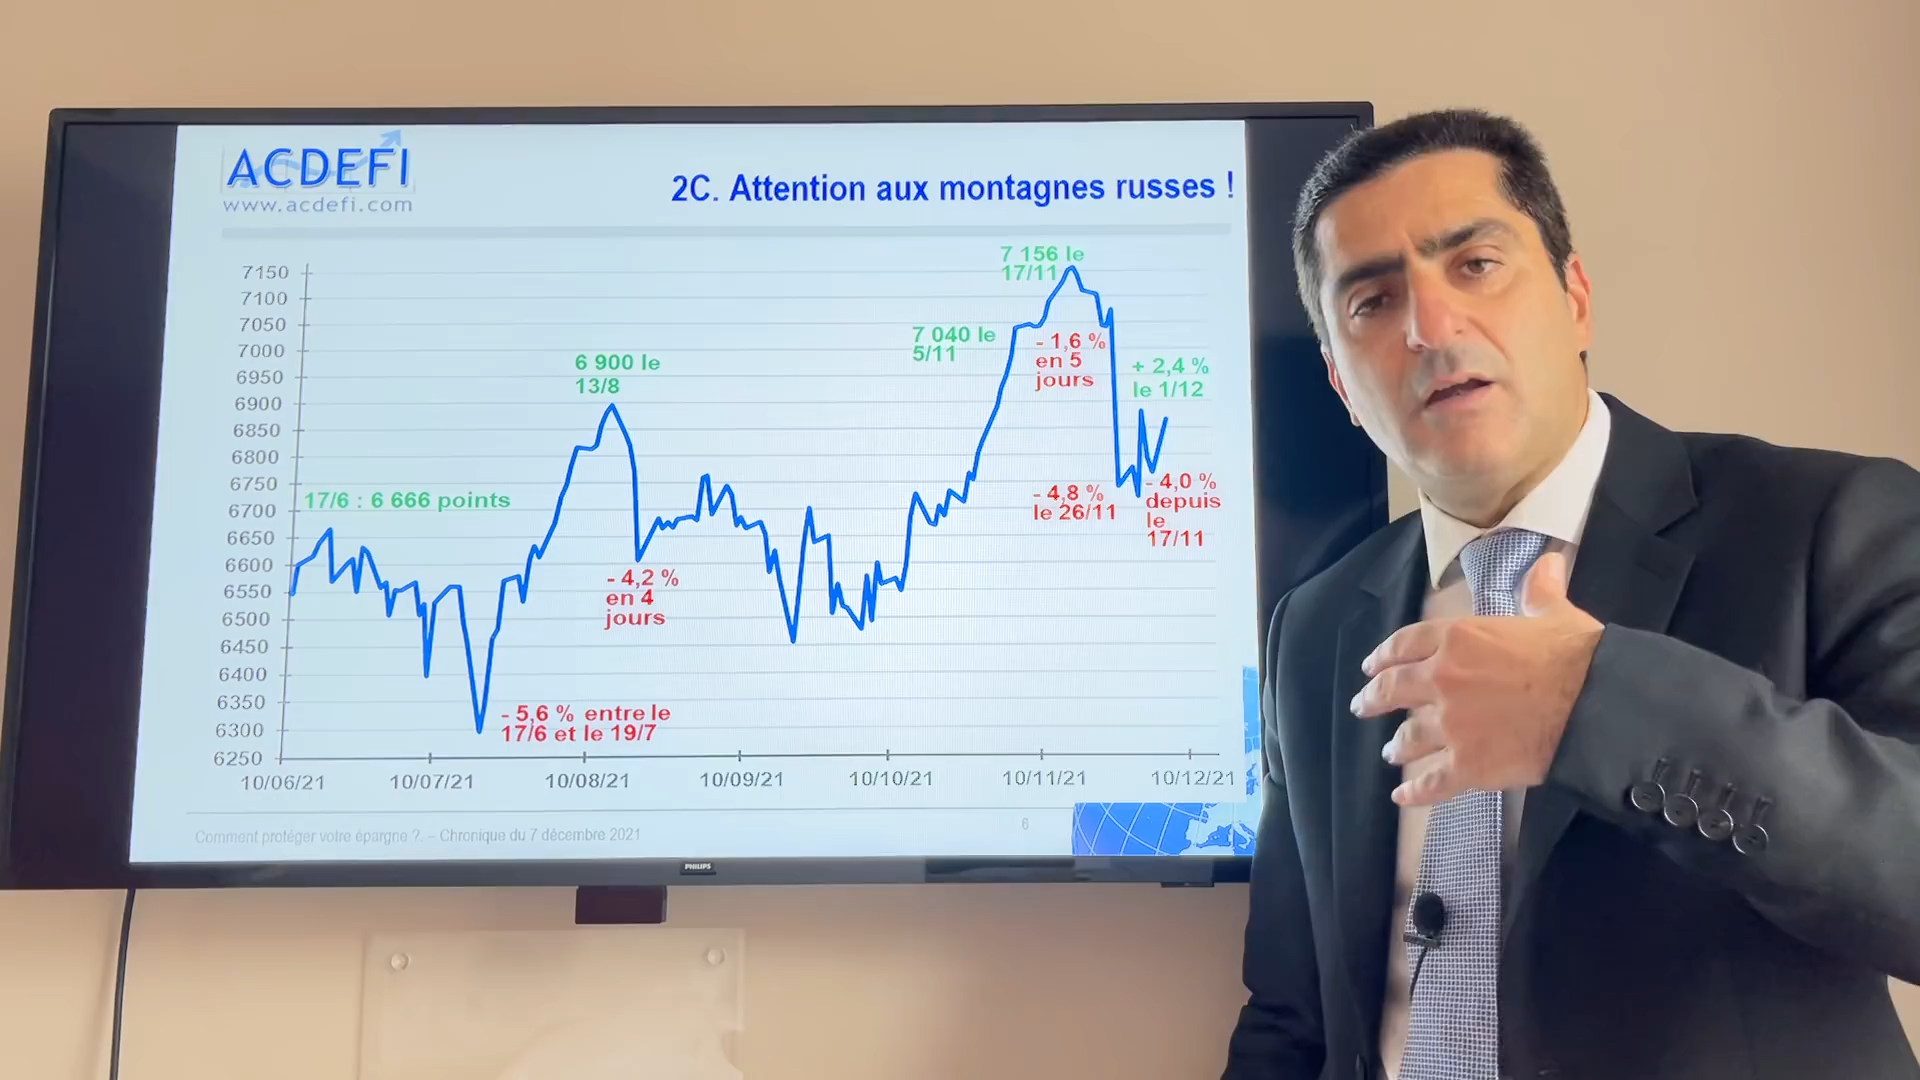 ACDEFI
www.acdefi.com
2C. Attention aux montagnes russes !
7150
7100
7050
7000
6950
6900
6850
6800
6750
6700
6650
6600
6550
6500
6450
6400
6350
6300
6250
17/6 : 6 666 points
- 5,6 % entre le
17/6 et le 19/7
6 900 le
13/8
- 4,2 %
en 4
jours
7 040 le
5/11
7 156 le
17/11
- 1,6 %
en 5
jours
- 4,8 %
le 26/11
+ 2,4 %
le 1/12
- 4,0 %
depuis
le
17/11
10/06/21
10/07/21
10/08/21
10/09/21
10/10/21
10/11/21
10/12/21
Comment protéger votre épargne ?. – Chronique du 7 décembre 2021
6
PHILIPS